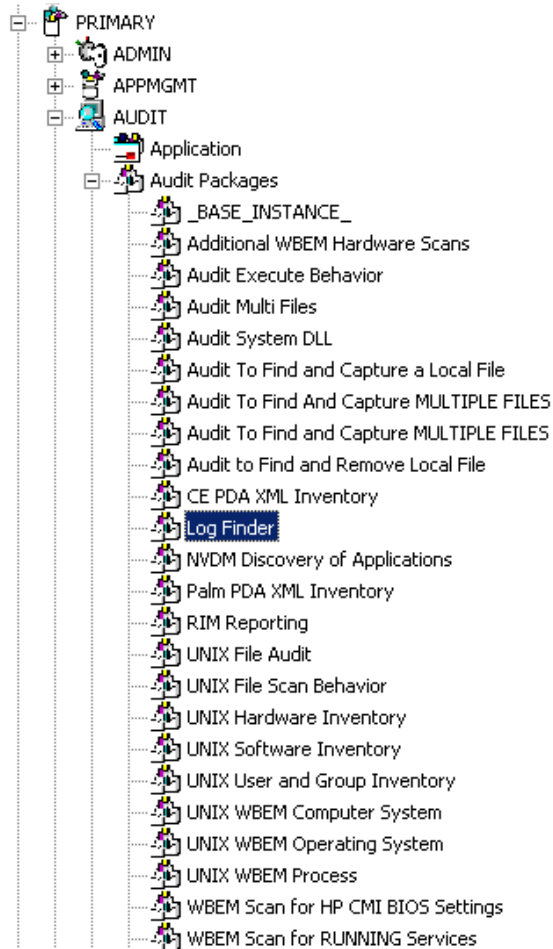 PRIMARY
ADMIN
APPMGMT
AUDIT
Application
Audit Packages
_BASE_INSTANCE_
Additional WBEM Hardware Scans
Audit Execute Behavior
Audit Multi Files
Audit System DLL
Audit To Find and Capture a Local File
Audit To Find And Capture MULTIPLE FILES
Audit To Find and Capture MULTIPLE FILES
Audit to Find and Remove Local File
CE PDA XML Inventory
Log Finder
NVDM Discovery of Applications
Palm PDA XML Inventory
RIM Reporting
UNIX File Audit
UNIX File Scan Behavior
UNIX Hardware Inventory
UNIX Software Inventory
UNIX User and Group Inventory
UNIX WBEM Computer System
UNIX WBEM Operating System
UNIX WBEM Process
WBEM Scan for HP CMI BIOS Settings
WBEM Scan for RUNNING Services